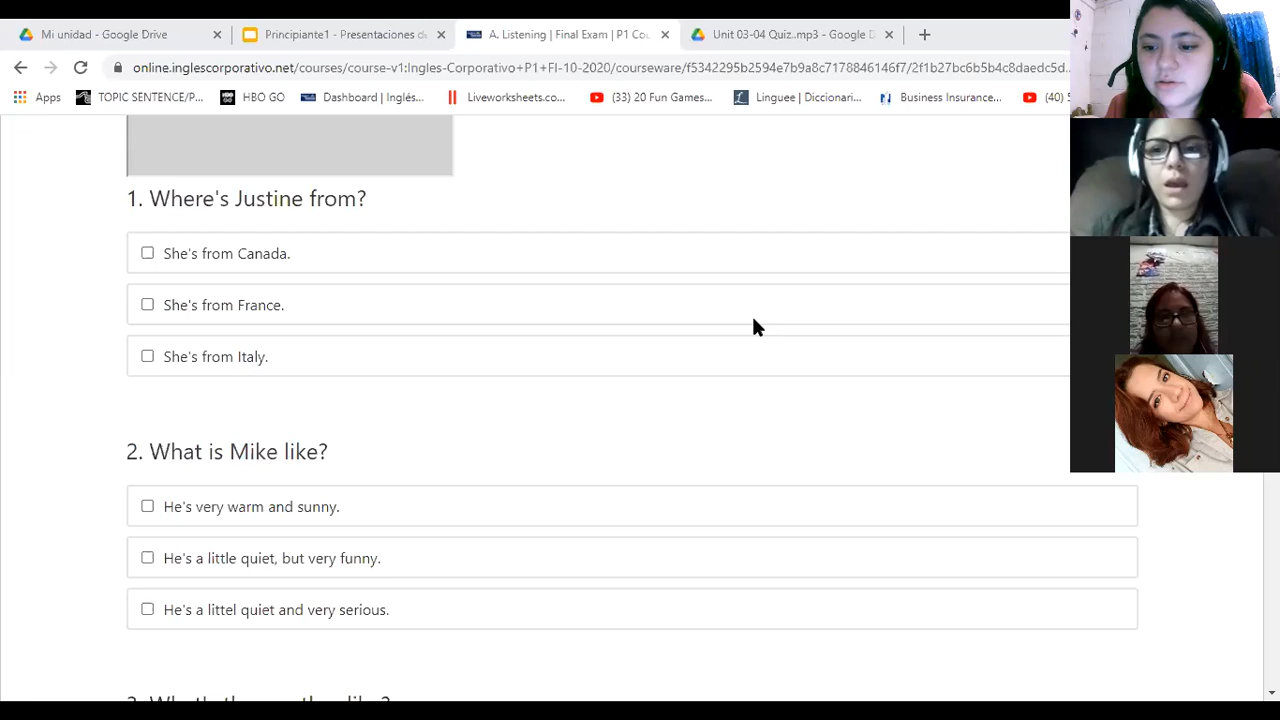 Mi unidad - Google Drive
Principiante1 - Presentaciones de
A. Listening | Final Exam | P1 Cou
Unit 03-04 Quiz..mp3 - Google D
online.inglescorporativo.net/courses/course-v1:Ingles-Corporativo+P1+FI-10-2020/courseware/f5342295b2594e7b9a8c7178846146f7/2f1b27bc6b5b4c8daedc5d...
Apps
TOPIC SENTENCE/P...
HBO GO
Dashboard | Inglés...
Liveworksheets.co...
(33) 20 Fun Games...
Linguee | Diccionari...
Business Insurance...
(40)
1. Where's Justine from?
She's from Canada.
She's from France.
She's from Italy.
2. What is Mike like?
He's very warm and sunny.
He's a little quiet, but very funny.
He's a littel quiet and very serious.